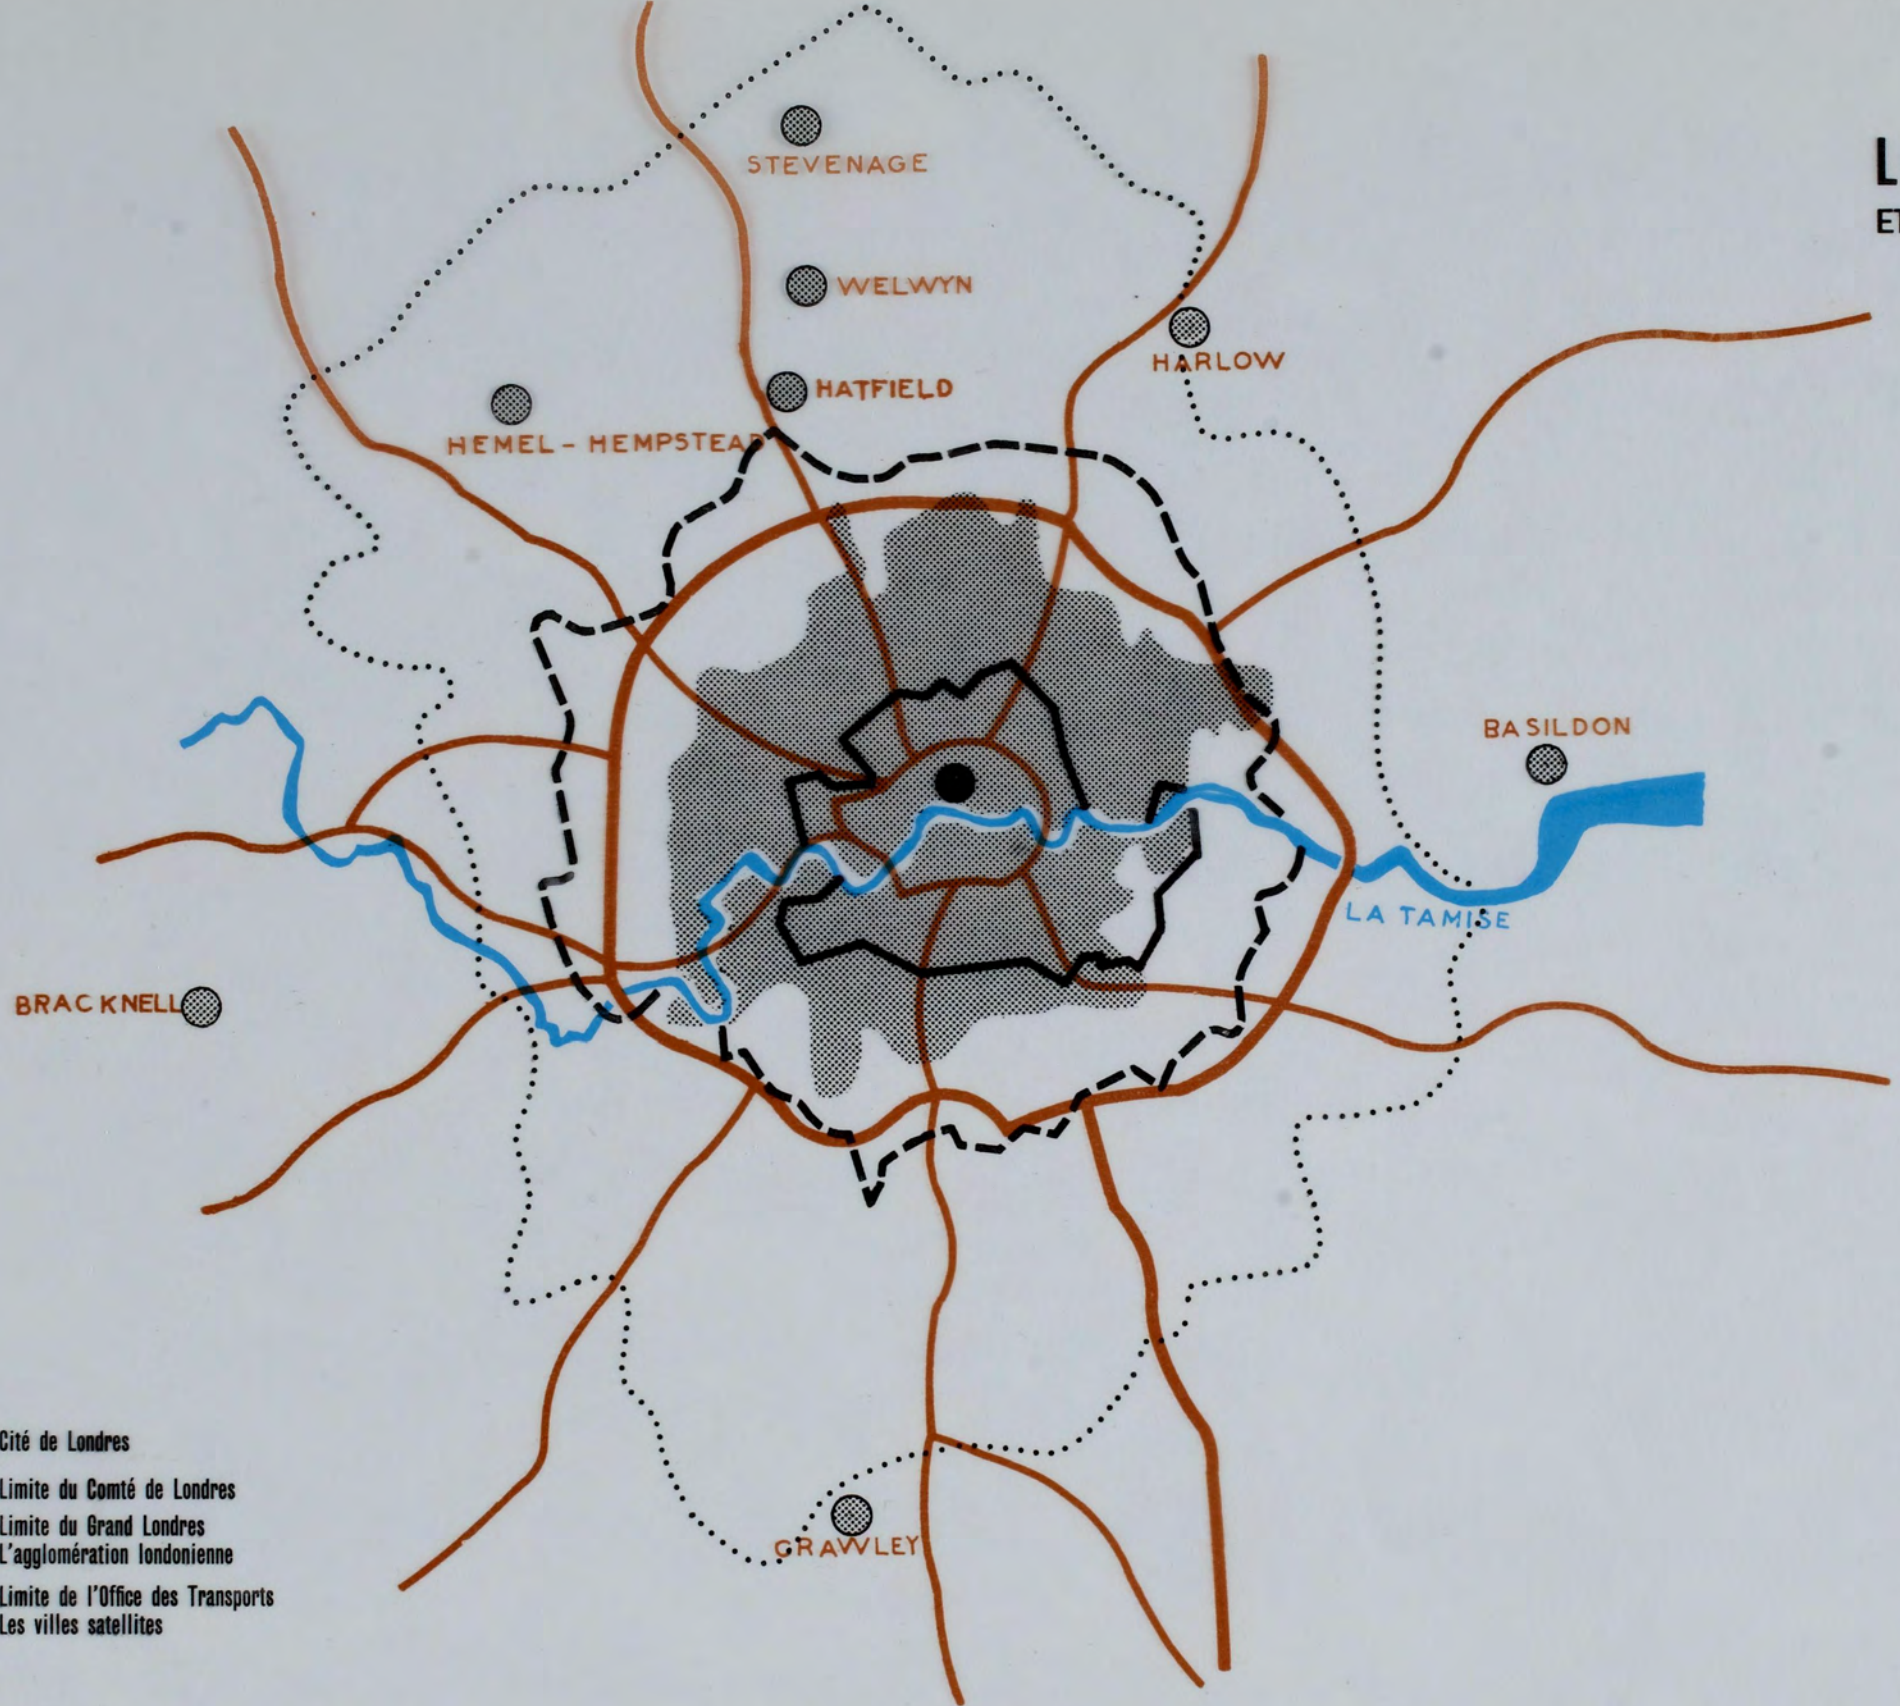 STEVENAGE
WELWYN
HARLOW
HATFIELD
HEMEL - HEMPSTEAD
BASILDON
LA TAMISE
BRACKNELL
CRAWLEY
Cité de Londres
Limite du Comté de Londres
Limite du Grand Londres
L'agglomération londonienne
Limite de l'Office des Transports
Les villes satellites